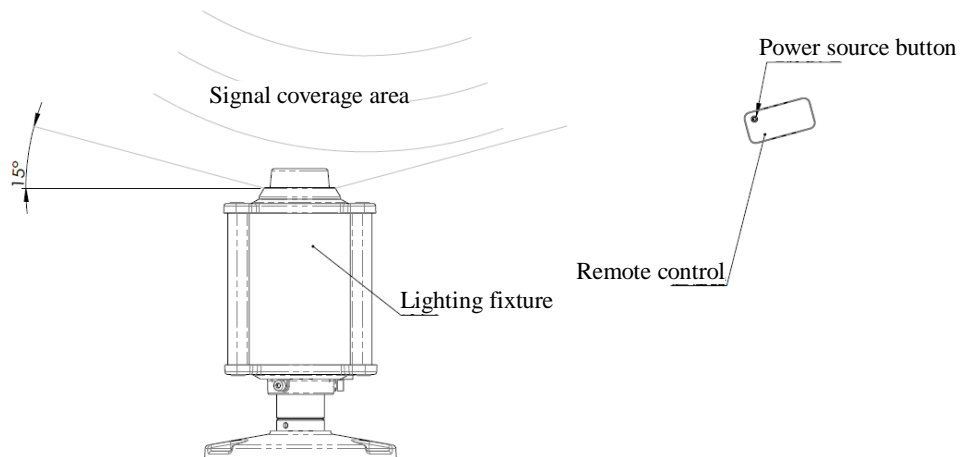 Power source button
Signal coverage area
15°
Remote control
Lighting fixture